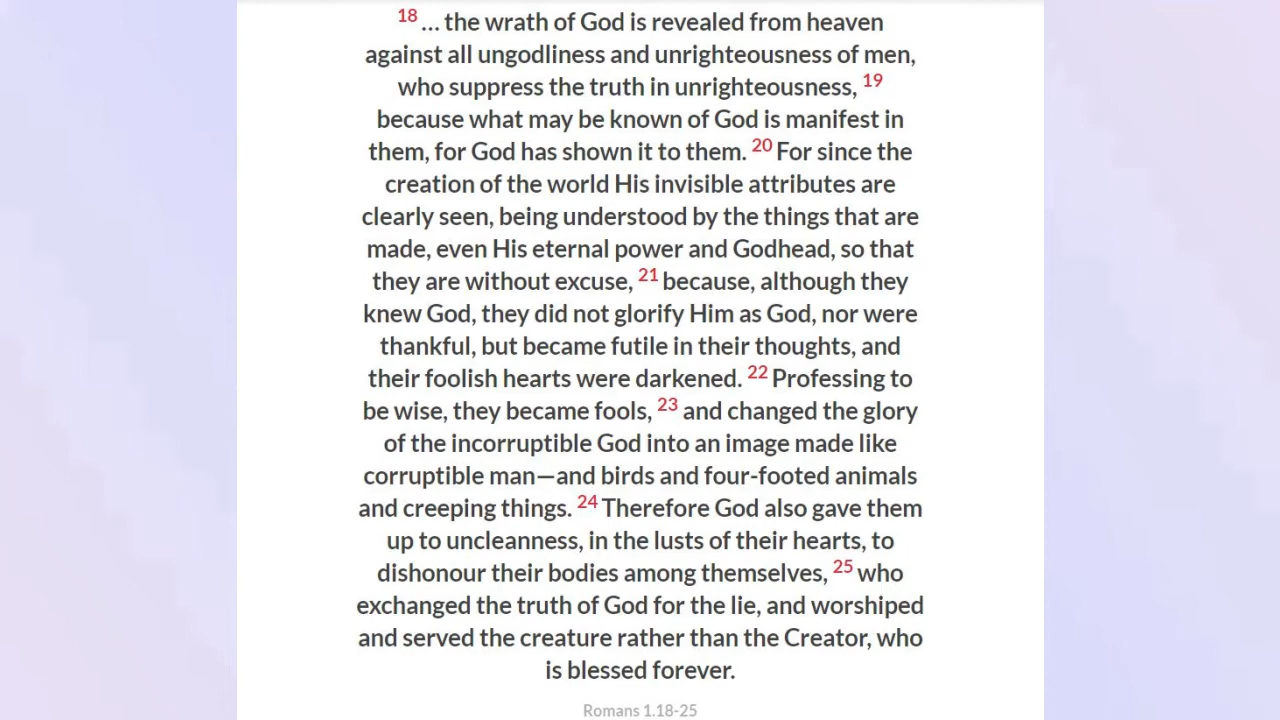 18 ... the wrath of God is revealed from heaven
against all ungodliness and unrighteousness of men,
who suppress the truth in unrighteousness, 19
because what may be known of God is manifest in
them, for God has shown it to them. 20 For since the
creation of the world His invisible attributes are
clearly seen, being understood by the things that are
made, even His eternal power and Godhead, so that
they are without excuse, 21 because, although they
knew God, they did not glorify Him as God, nor were
thankful, but became futile in their thoughts, and
their foolish hearts were darkened. 22 Professing to
be wise, they became fools, 23 and changed the glory
of the incorruptible God into an image made like
corruptible man—and birds and four-footed animals
and creeping things. 24 Therefore God also gave them
up to uncleanness, in the lusts of their hearts, to
dishonour their bodies among themselves, 25 who
exchanged the truth of God for the lie, and worshiped
and served the creature rather than the Creator, who
is blessed forever.
Romans 1.18-25